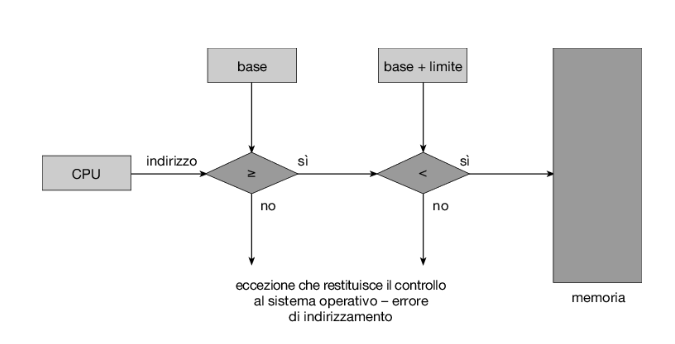 base
base + limite
indirizzo
sì
sì
CPU
≥
<
no
no
eccezione che restituisce il controllo
al sistema operativo – errore
di indirizzamento
memoria